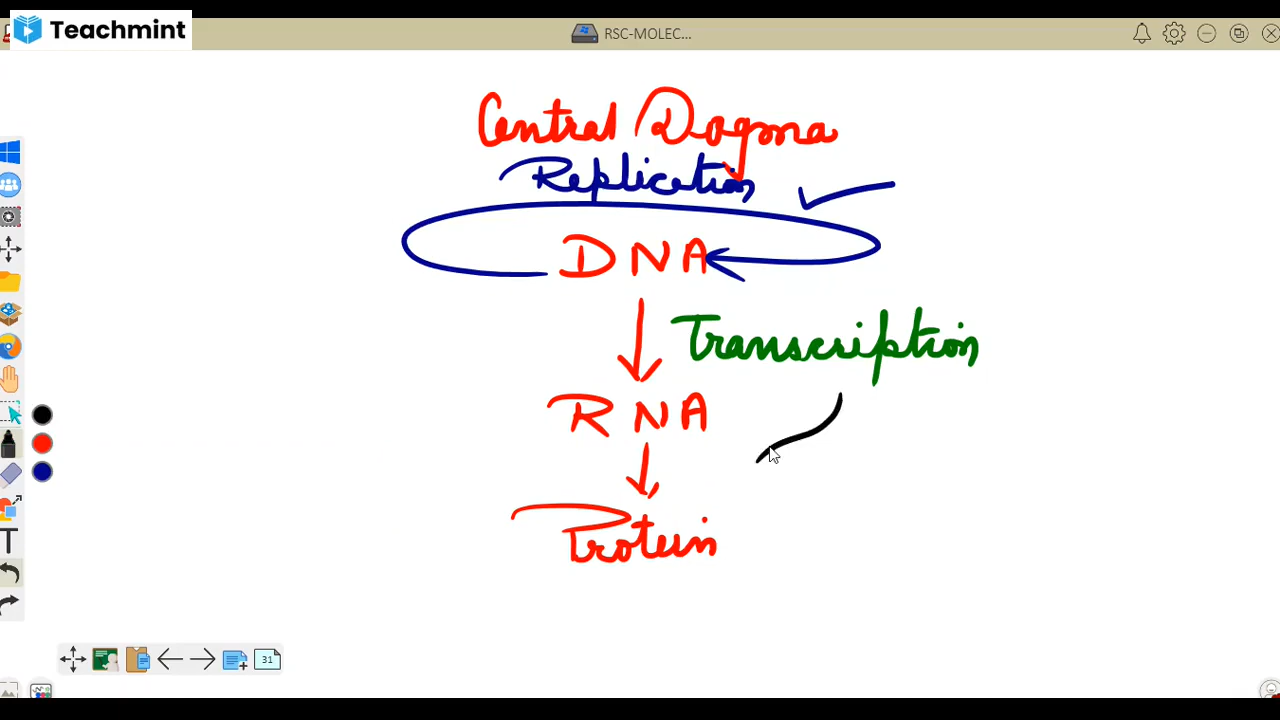 Teachmint
RSC-MOLEC...
Central Dogma
Replication
DNA
Transcription
RNA
Protein
T
31